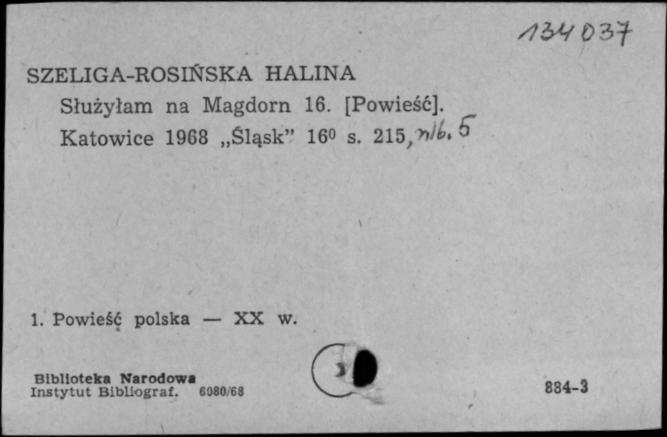 134037
SZELIGA-ROSIŃSKA HALINA
Służyłam na Magdorn 16. [Powieść].
Katowice 1968 „Śląsk” 16⁰ s. 215, nlb. 5
1. Powieść polska — XX w.
Biblioteka Narodowa
Instytut Bibliograf. 6080/68
884-3